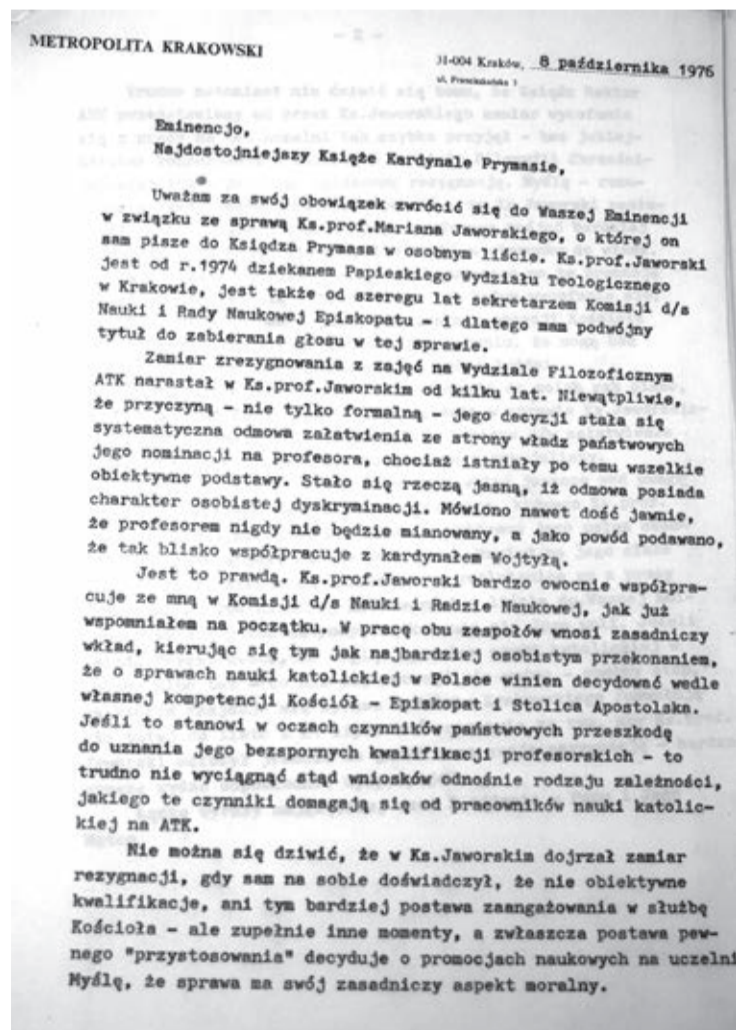 METROPOLITA KRAKOWSKI
31-004 Kraków, 8 października 1976
ul. Franciszkańska 3
Eminencjo,
Najdostojniejszy Księże Kardynale Prymasie,
Uważam za swój obowiązek zwrócić się do Waszej Eminencji
w związku ze sprawą Ks.prof.Mariana Jaworskiego, o której on
sam pisze do Księdza Prymasa w osobnym liście. Ks.prof.Jaworski
jest od r.1974 dziekanem Papieskiego Wydziału Teologicznego
w Krakowie, jest także od szeregu lat sekretarzem Komisji d/s
Nauki i Rady Naukowej Episkopatu - i dlatego mam podwójny
tytuł do zabierania głosu w tej sprawie.
Zamiar zrezygnowania z zajęć na Wydziale Filozoficznym
ATK narastał w Ks.prof.Jaworskim od kilku lat. Niewątpliwie,
że przyczyną - nie tylko formalną - jego decyzji stała się
systematyczna odmowa załatwienia ze strony władz państwowych
jego nominacji na profesora, chociaż istniały po temu wszelkie
obiektywne podstawy. Stało się rzeczą jasną, iż odmowa posiada
charakter osobistej dyskryminacji. Mówiono nawet dość jawnie,
że profesorem nigdy nie będzie mianowany, a jako powód podawano,
że tak blisko współpracuje z kardynałem Wojtyłą.
Jest to prawdą. Ks.prof.Jaworski bardzo owocnie współpra-
cuje ze mną w Komisji d/s Nauki i Radzie Naukowej, jak już
wspomniałem na początku. W pracę obu zespołów wnosi zasadniczy
wkład, kierując się tym jak najbardziej osobistym przekonaniem,
że o sprawach nauki katolickiej w Polsce winien decydować wedle
własnej kompetencji Kościół - Episkopat i Stolica Apostolska.
Jeśli to stanowi w oczach czynników państwowych przeszkodę
do uznania jego bezspornych kwalifikacji profesorskich - to
trudno nie wyciągnąć stąd wniosków odnośnie rodzaju zależności,
jakiego te czynniki domagają się od pracowników nauki katolic-
kiej na ATK.
Nie można się dziwić, że w Ks.Jaworskim dojrzał zamiar
rezygnacji, gdy sam na sobie doświadczył, że nie obiektywne
kwalifikacje, ani tym bardziej postawa zaangażowania w służbę
Kościoła - ale zupełnie inne momenty, a zwłaszcza postawa pew-
nego "przystosowania" decyduje o promocjach naukowych na uczelni
Myślę, że sprawa ma swój zasadniczy aspekt moralny.